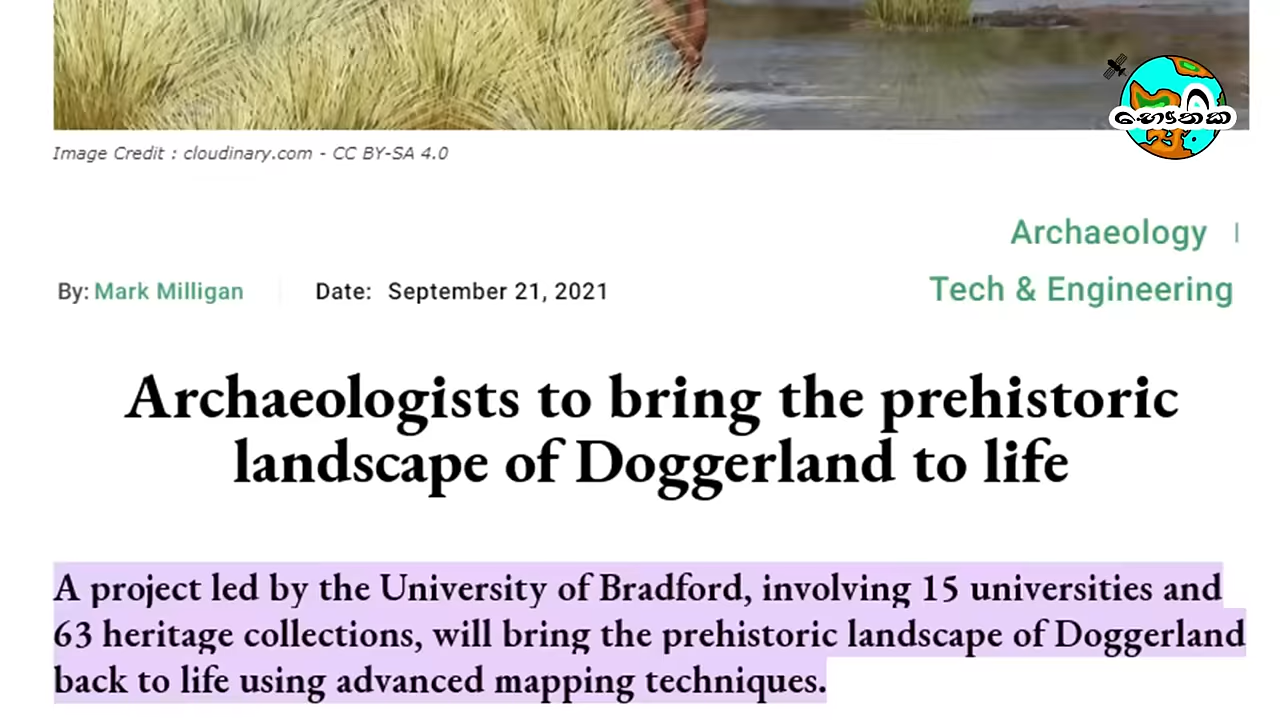 භෞතික
Image Credit : cloudinary.com - CC BY-SA 4.0
Archaeology
By: Mark Milligan Date: September 21, 2021
Tech & Engineering
Archaeologists to bring the prehistoric
landscape of Doggerland to life
A project led by the University of Bradford, involving 15 universities and
63 heritage collections, will bring the prehistoric landscape of Doggerland
back to life using advanced mapping techniques.